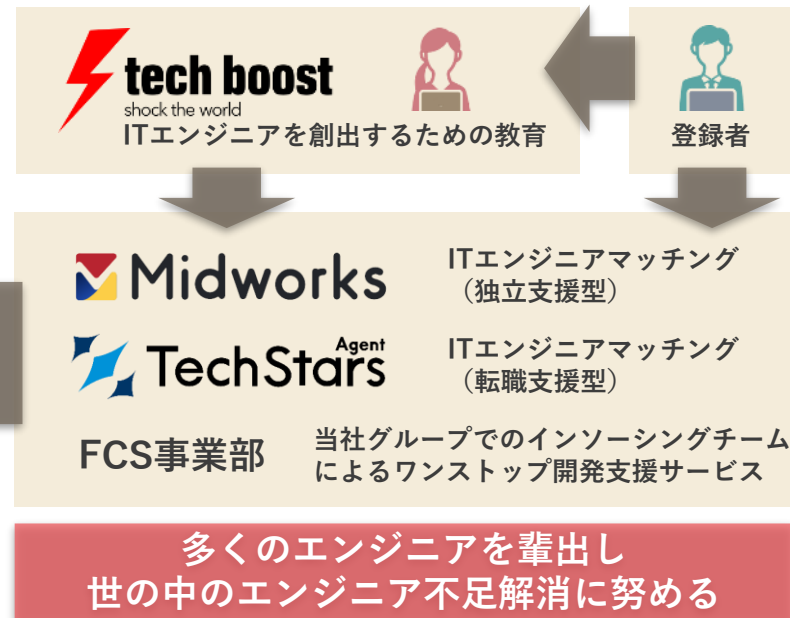 tech boost
shock the world
ITエンジニアを創出するための教育
登録者
Midworks
ITエンジニアマッチング
（独立支援型）
TechStars
Agent
ITエンジニアマッチング
（転職支援型）
FCS事業部
当社グループでのインソーシングチーム
によるワンストップ開発支援サービス
多くのエンジニアを輩出し
世の中のエンジニア不足解消に努める